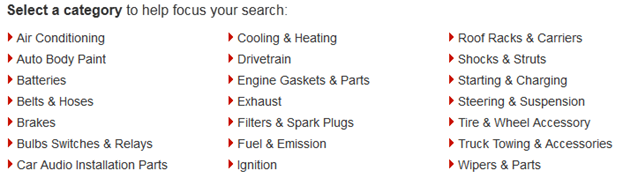 Select a category to help focus your search:
Air Conditioning
Auto Body Paint
Batteries
Belts & Hoses
Brakes
Bulbs Switches & Relays
Car Audio Installation Parts
Cooling & Heating
Drivetrain
Engine Gaskets & Parts
Exhaust
Filters & Spark Plugs
Fuel & Emission
Ignition
Roof Racks & Carriers
Shocks & Struts
Starting & Charging
Steering & Suspension
Tire & Wheel Accessory
Truck Towing & Accessories
Wipers & Parts